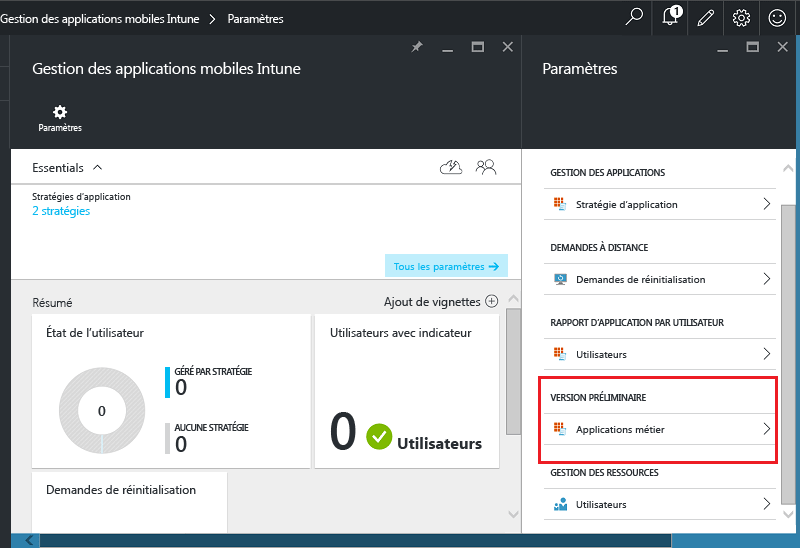 Gestion des applications mobiles Intune > Paramètres
1
Gestion des applications mobiles Intune
Paramètres
Essentials
Stratégies d'application
2 stratégies
Tous les paramètres →
Résumé
Ajout de vignettes
État de l'utilisateur
0
GÉRÉ PAR STRATÉGIE
0
AUCUNE STRATÉGIE
0
Utilisateurs avec indicateur
0 Utilisateurs
Demandes de réinitialisation
Paramètres
GESTION DES APPLICATIONS
Stratégie d'application
DEMANDES À DISTANCE
Demandes de réinitialisation
RAPPORT D'APPLICATION PAR UTILISATEUR
Utilisateurs
VERSION PRÉLIMINAIRE
Applications métier
GESTION DES RESSOURCES
Utilisateurs